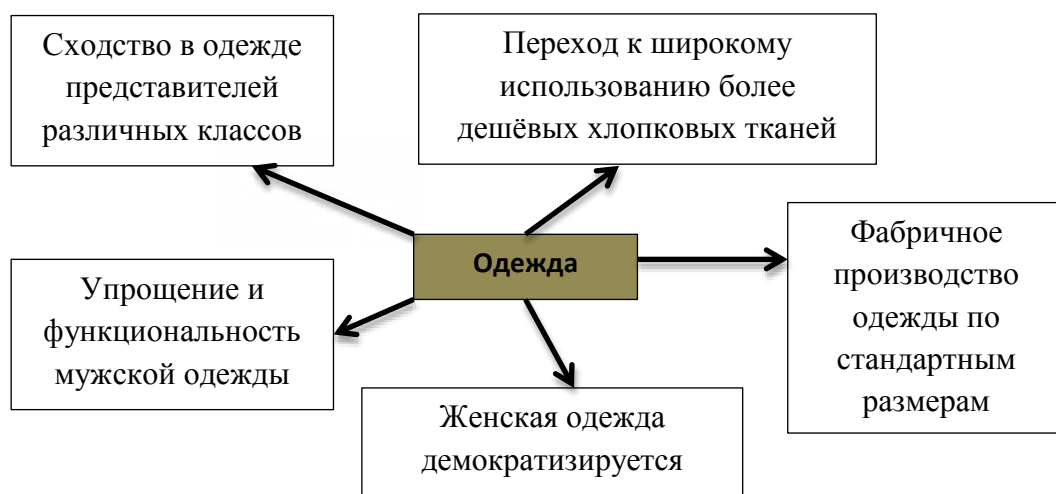 Сходство в одежде
представителей
различных классов
Переход к широкому
использованию более
дешёвых хлопковых тканей
Одежда
Фабричное
производство
одежды по
стандартным
размерам
Упрощение и
функциональность
мужской одежды
Женская одежда
демократизируется